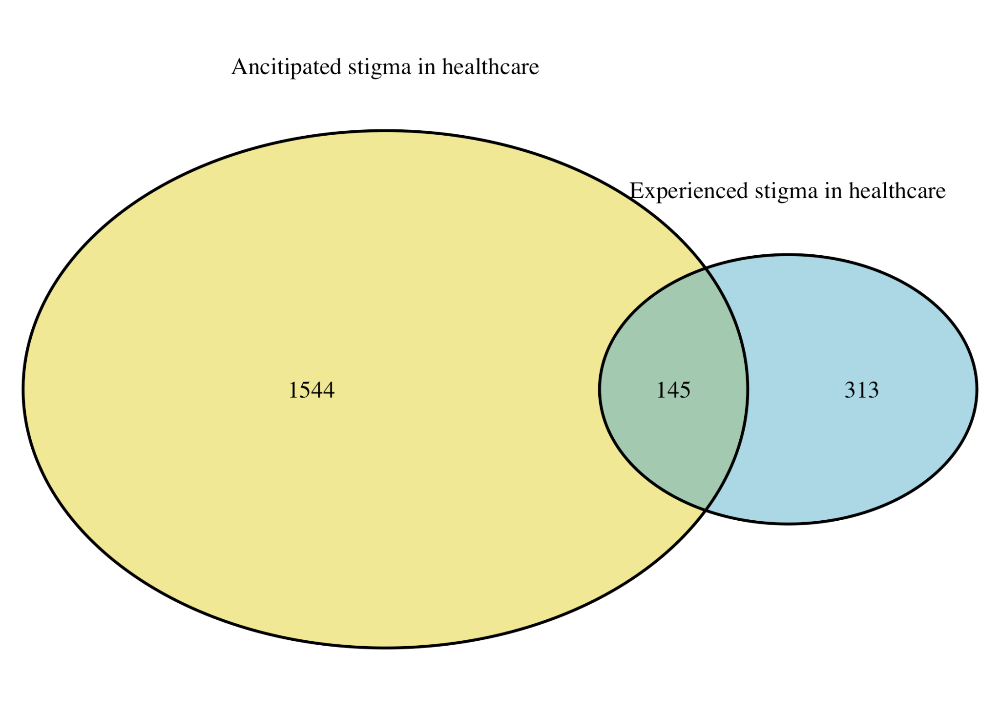 Ancitipated stigma in healthcare
Experienced stigma in healthcare
1544
145
313